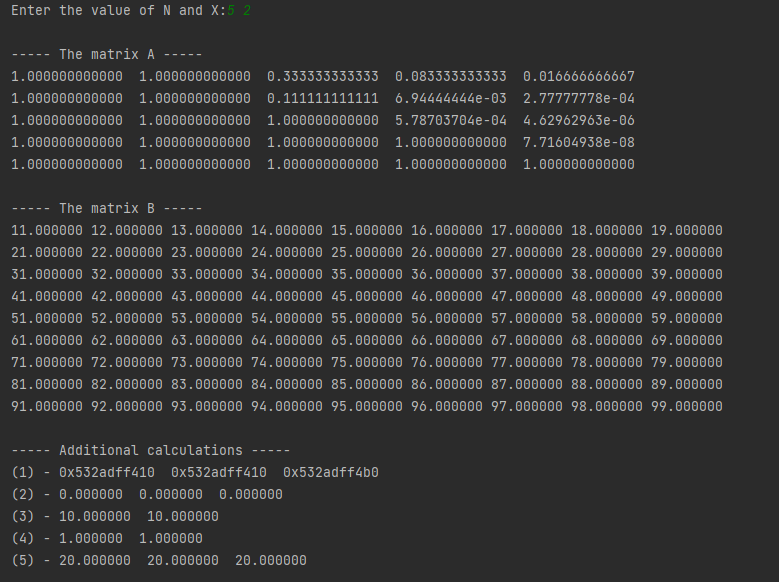 Enter the value of N and X:5 2
----- The matrix A -----
1.000000000000  1.000000000000  0.333333333333  0.083333333333  0.016666666667
1.000000000000  1.000000000000  0.111111111111  6.94444444e-03  2.77777778e-04
1.000000000000  1.000000000000  1.000000000000  5.78703704e-04  4.62962963e-06
1.000000000000  1.000000000000  1.000000000000  1.000000000000  7.71604938e-08
1.000000000000  1.000000000000  1.000000000000  1.000000000000  1.000000000000
----- The matrix B -----
11.000000 12.000000 13.000000 14.000000 15.000000 16.000000 17.000000 18.000000 19.000000
21.000000 22.000000 23.000000 24.000000 25.000000 26.000000 27.000000 28.000000 29.000000
31.000000 32.000000 33.000000 34.000000 35.000000 36.000000 37.000000 38.000000 39.000000
41.000000 42.000000 43.000000 44.000000 45.000000 46.000000 47.000000 48.000000 49.000000
51.000000 52.000000 53.000000 54.000000 55.000000 56.000000 57.000000 58.000000 59.000000
61.000000 62.000000 63.000000 64.000000 65.000000 66.000000 67.000000 68.000000 69.000000
71.000000 72.000000 73.000000 74.000000 75.000000 76.000000 77.000000 78.000000 79.000000
81.000000 82.000000 83.000000 84.000000 85.000000 86.000000 87.000000 88.000000 89.000000
91.000000 92.000000 93.000000 94.000000 95.000000 96.000000 97.000000 98.000000 99.000000
----- Additional calculations -----
(1) - 0x532adff410  0x532adff410  0x532adff4b0
(2) - 0.000000  0.000000  0.000000
(3) - 10.000000  10.000000
(4) - 1.000000  1.000000
(5) - 20.000000  20.000000  20.000000